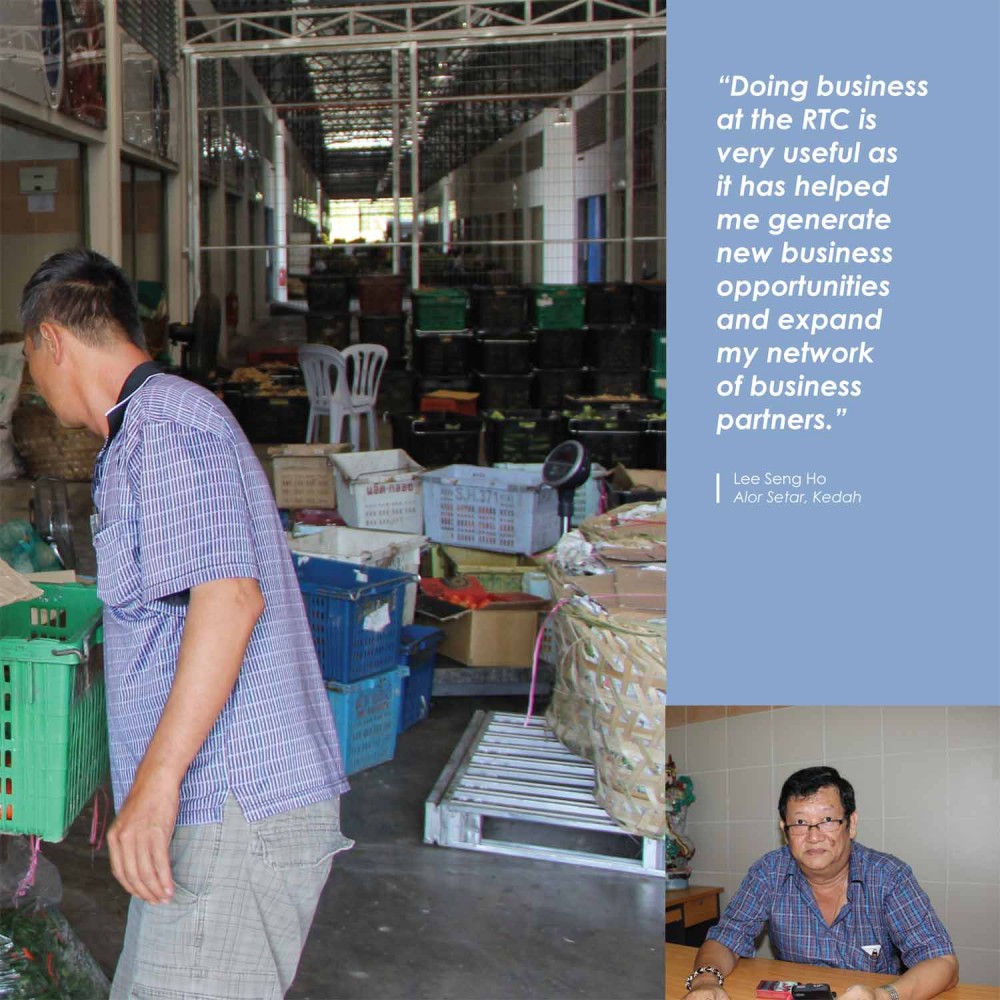 “Doing business
at the RTC is
very useful as
it has helped
me generate
new business
opportunities
and expand
my network
of business
partners.”
Lee Seng Ho
Alor Setar, Kedah
S.H.371